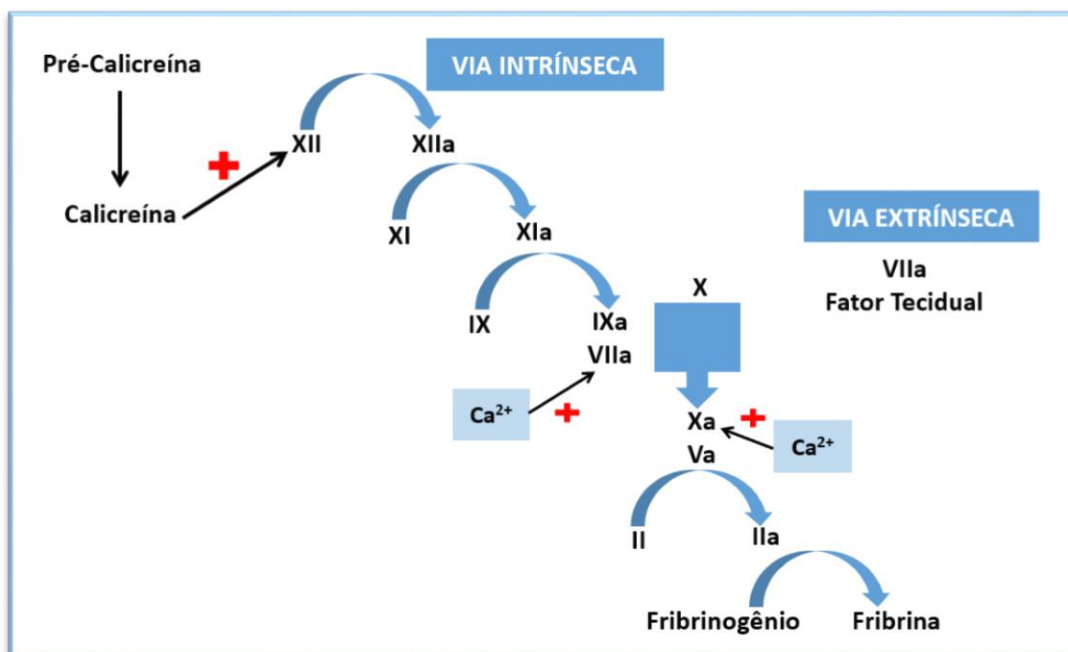 Pré-Calicreína
VIA INTRÍNSECA
XII
XIIa
Calicreína
XI
XIa
VIA EXTRÍNSECA
VIIa
Fator Tecidual
X
IX
IXa
VIIa
Ca²⁺
Xa
Va
Ca²⁺
II
IIa
Fribrinogênio
Fribrina